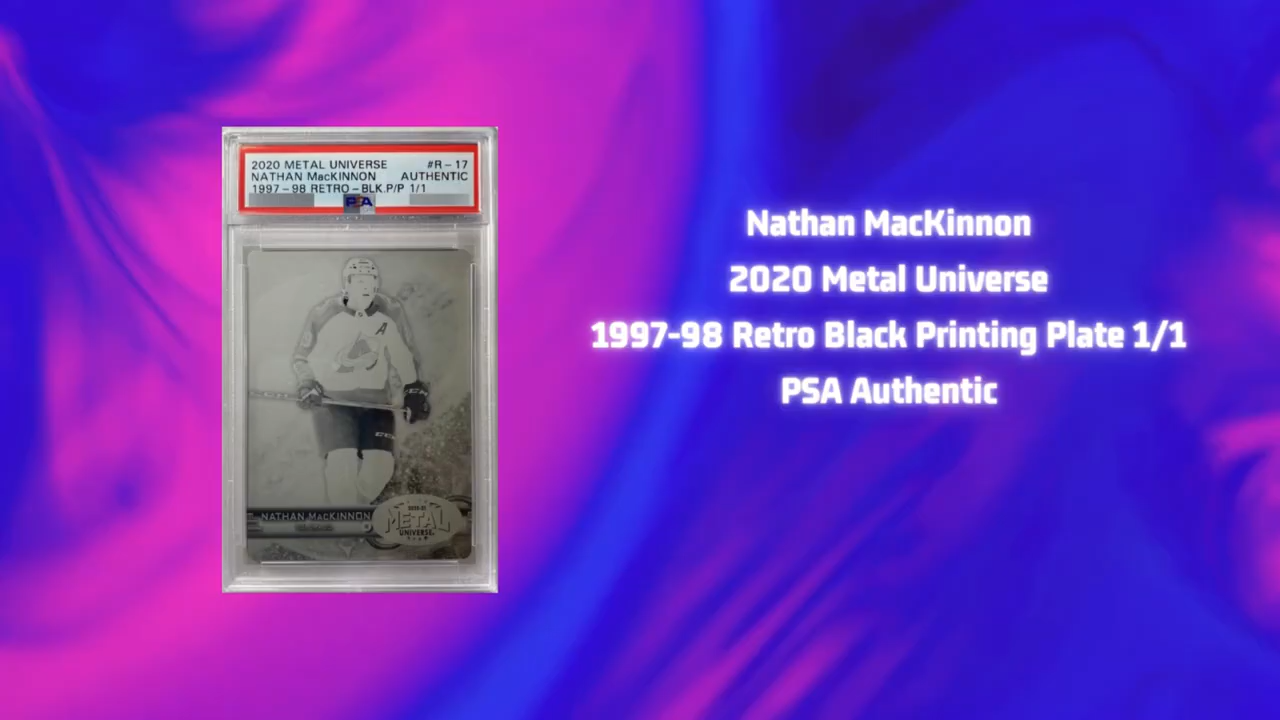 2020 METAL UNIVERSE #R-17
NATHAN MacKINNON AUTHENTIC
1997-98 RETRO-BLK.P/P 1/1
PSA
A
CCM
NATHAN MACKINNON
METAL
UNIVERSE
Nathan MacKinnon
2020 Metal Universe
1997-98 Retro Black Printing Plate 1/1
PSA Authentic